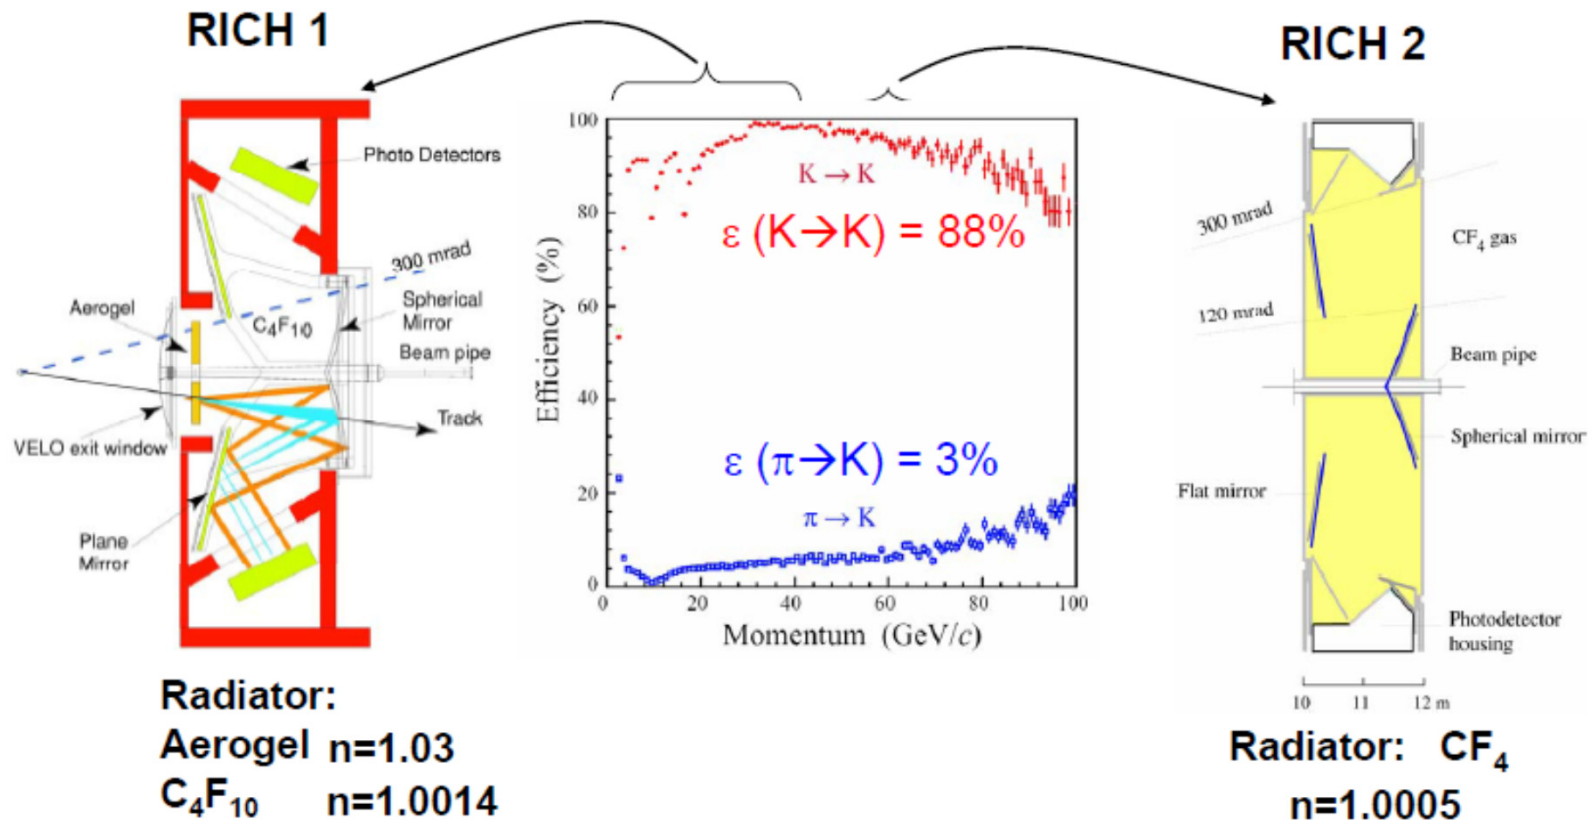 RICH 1
RICH 2
Photo Detectors
300 mrad
Aerogel
C4F10
Spherical
Mirror
Beam pipe
Track
VELO exit window
Plane
Mirror
100
80
60
40
20
0
Efficiency (%)
K → K
ε (K→K) = 88%
ε (π→K) = 3%
π → K
0 20 40 60 80 100
Momentum (GeV/c)
300 mrad
CF4 gas
120 mrad
Beam pipe
Spherical mirror
Flat mirror
Photodetector
housing
10 11 12 m
Radiator:
Aerogel n=1.03
C4F10 n=1.0014
Radiator: CF4
n=1.0005